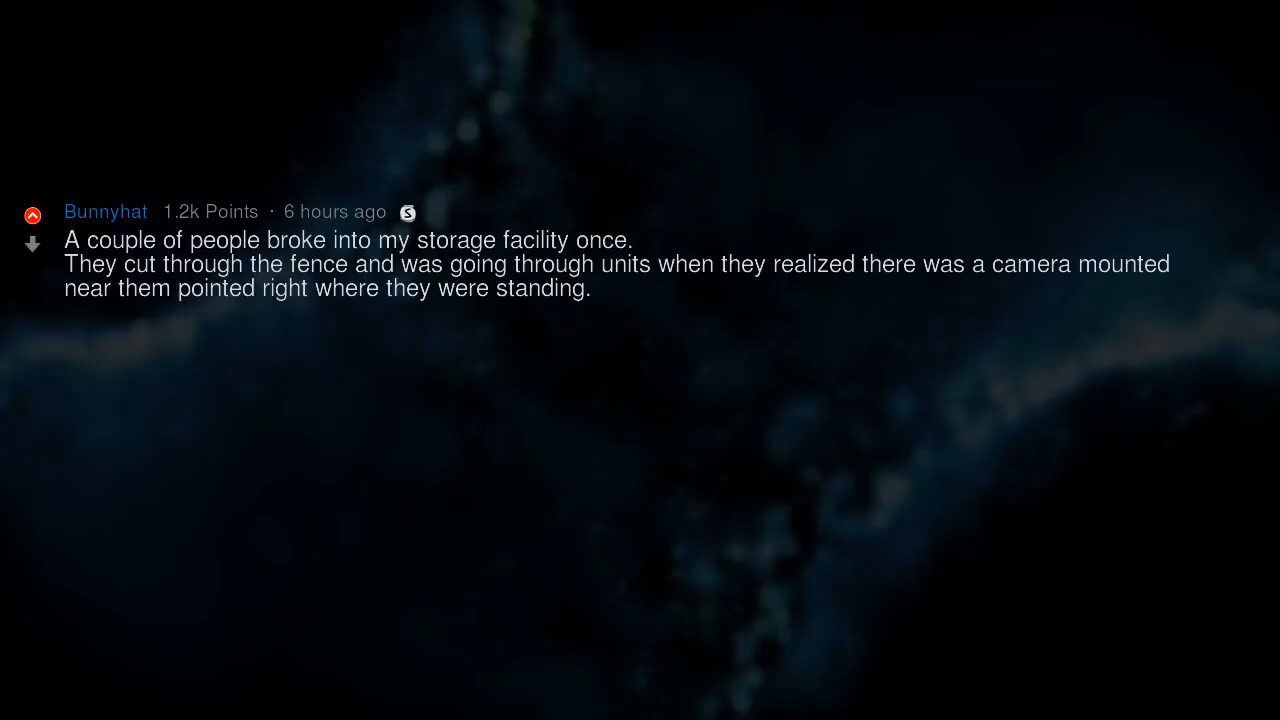 Bunnyhat 1.2k Points · 6 hours ago S
A couple of people broke into my storage facility once.
They cut through the fence and was going through units when they realized there was a camera mounted
near them pointed right where they were standing.